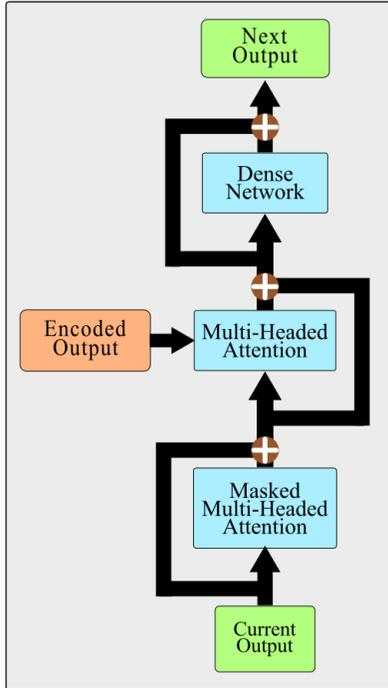 Next
Output
Dense
Network
Encoded
Output
Multi-Headed
Attention
Masked
Multi-Headed
Attention
Current
Output